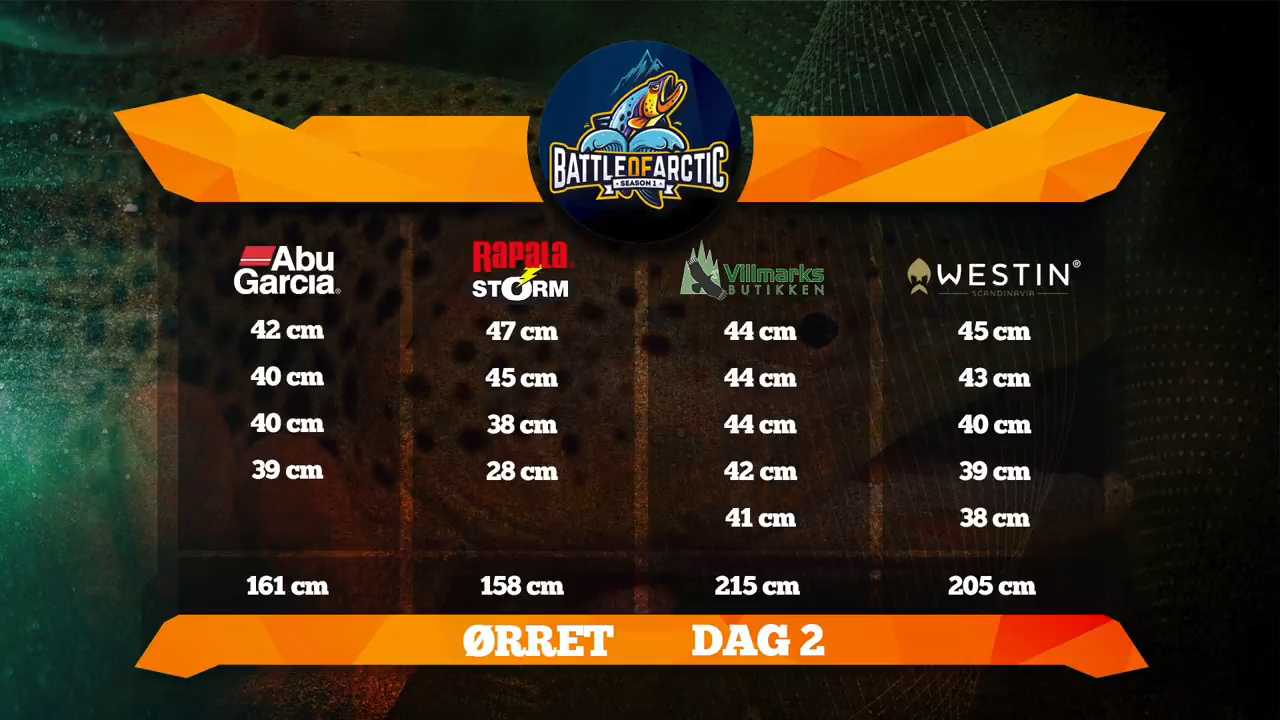 BATTLE OF ARCTIC
• SEASON 1 •
Abu Garcia®
RAPALA STORM
Villmarks BUTIKKEN
WESTIN®
SCANDINAVIA
42 cm 47 cm 44 cm 45 cm
40 cm 45 cm 44 cm 43 cm
40 cm 38 cm 44 cm 40 cm
39 cm 28 cm 42 cm 39 cm
41 cm 38 cm
161 cm 158 cm 215 cm 205 cm
ØRRET DAG 2